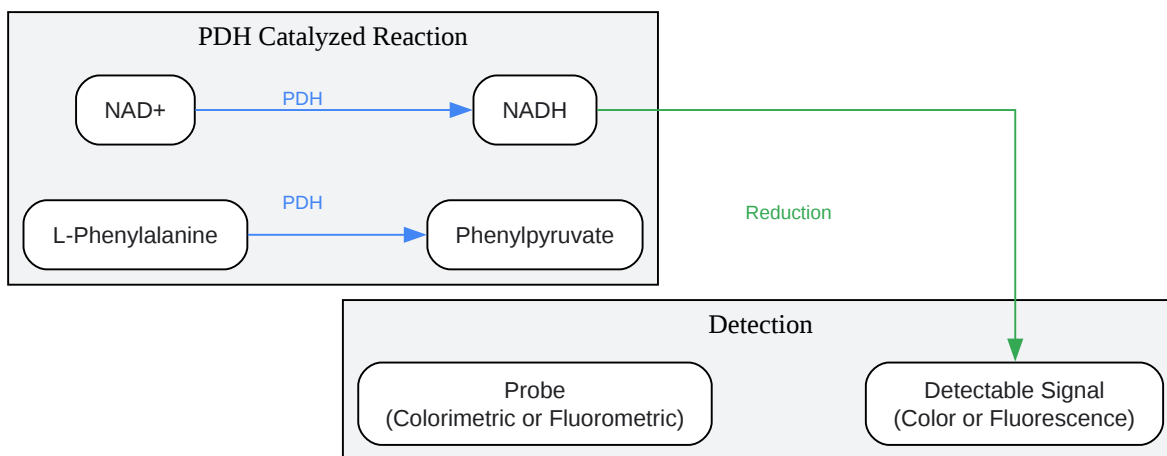 PDH Catalyzed Reaction
NAD+
PDH
NADH
L-Phenylalanine
PDH
Phenylpyruvate
Reduction
Detection
Probe
(Colorimetric or Fluorometric)
Detectable Signal
(Color or Fluorescence)